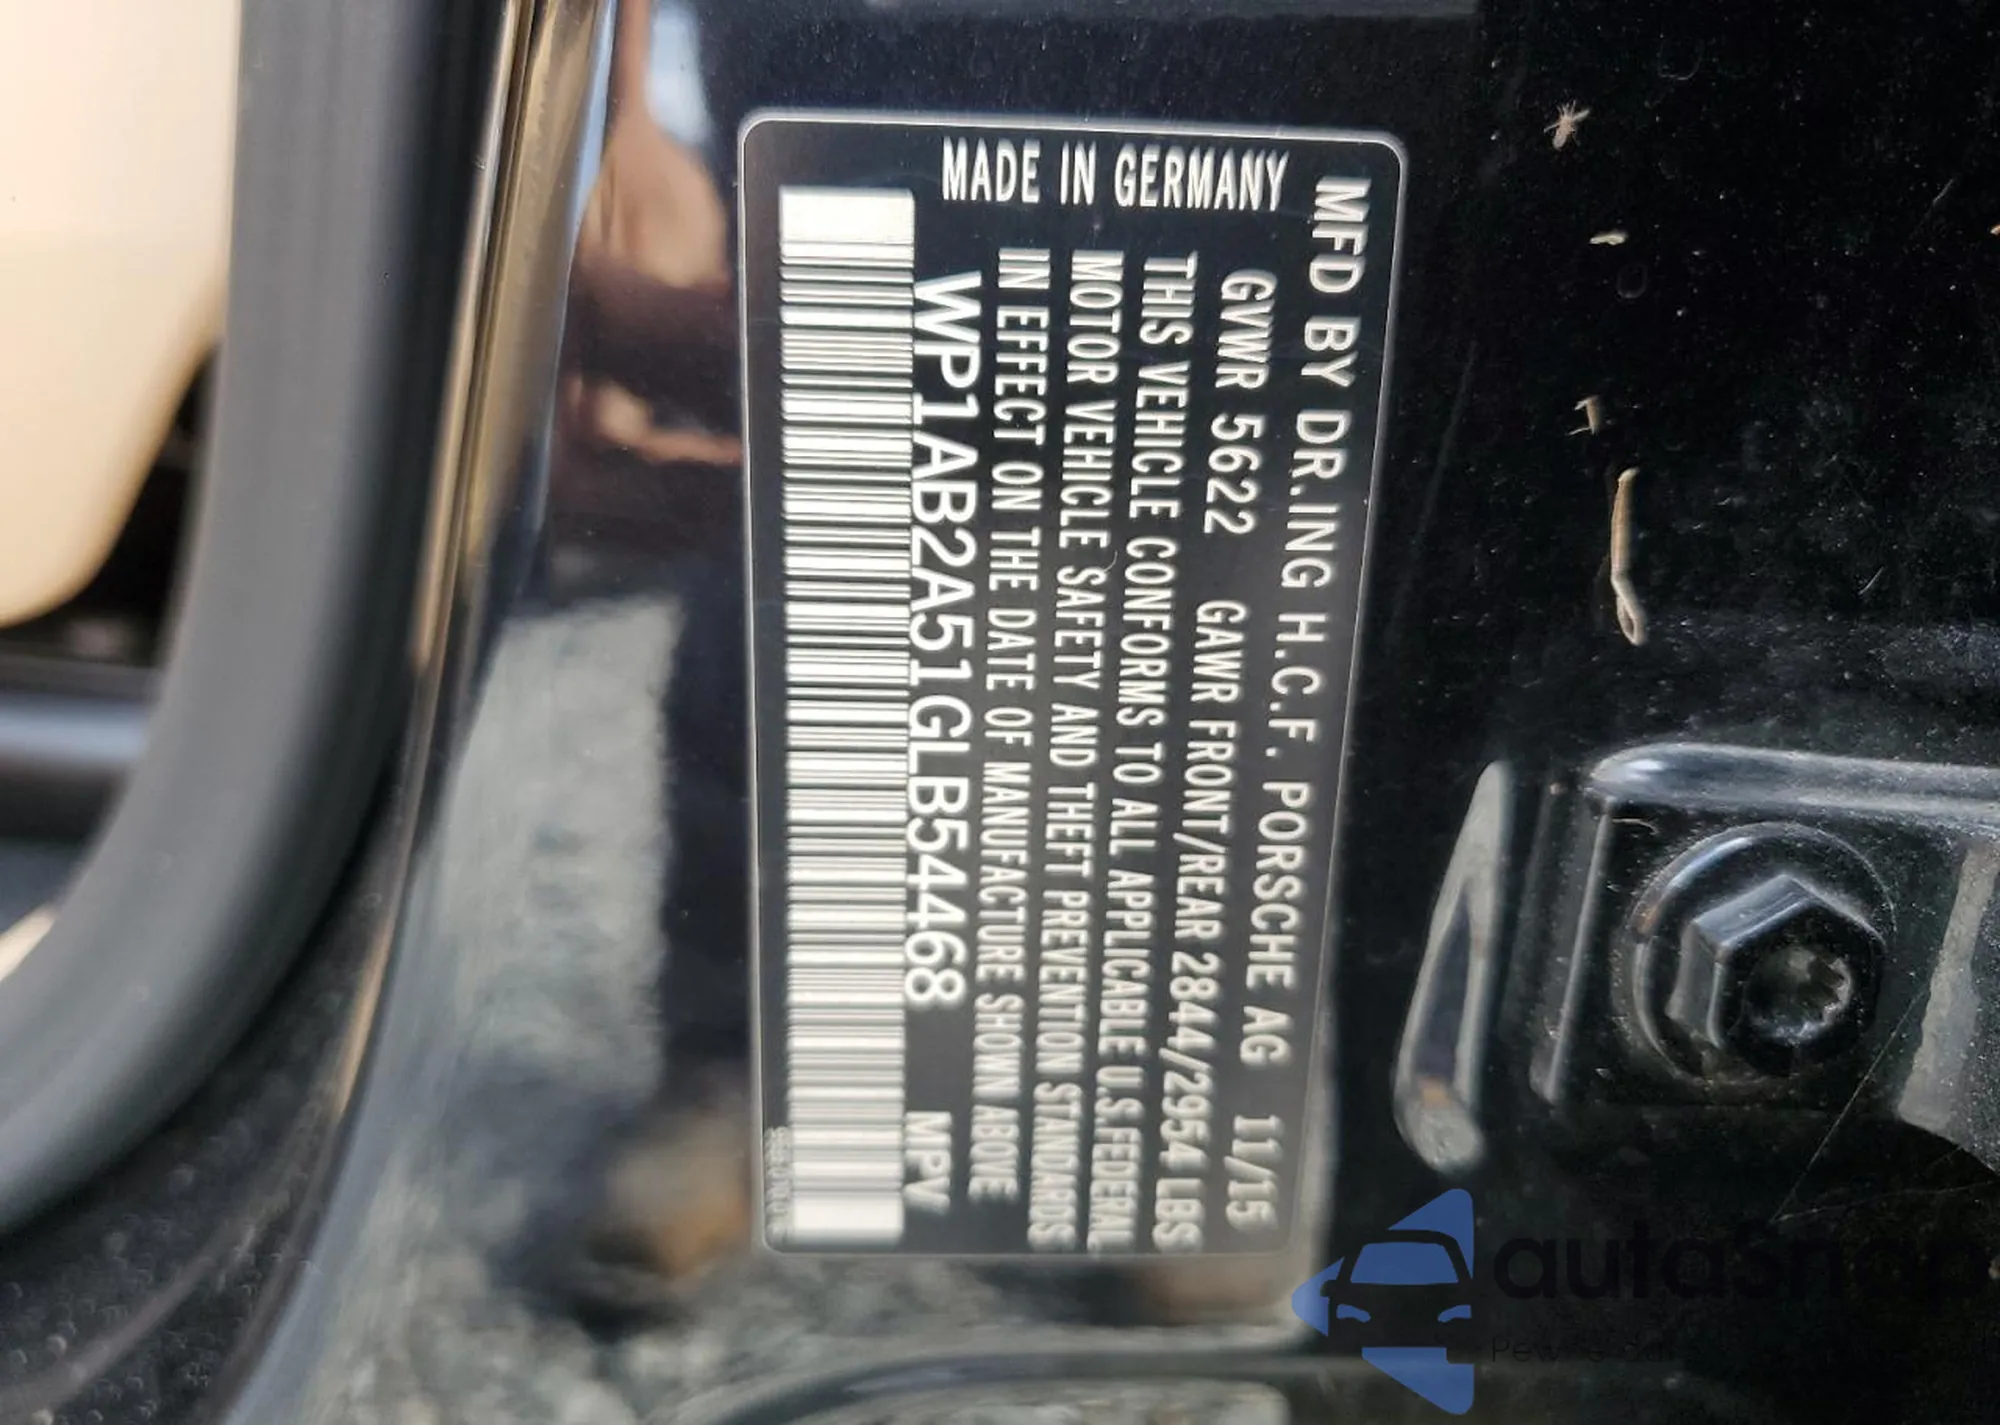 MFD BY DR.ING H.C.F. PORSCHE AG 11/15
GVWR 5622 GAWR FRONT/REAR 2844/2954 LBS
THIS VEHICLE CONFORMS TO ALL APPLICABLE U.S.FEDERAL
MOTOR VEHICLE SAFETY AND THEFT PREVENTION STANDARDS
IN EFFECT ON THE DATE OF MANUFACTURE SHOWN ABOVE
WP1AB2A51GLB54468 MPV
MADE IN GERMANY
autashop